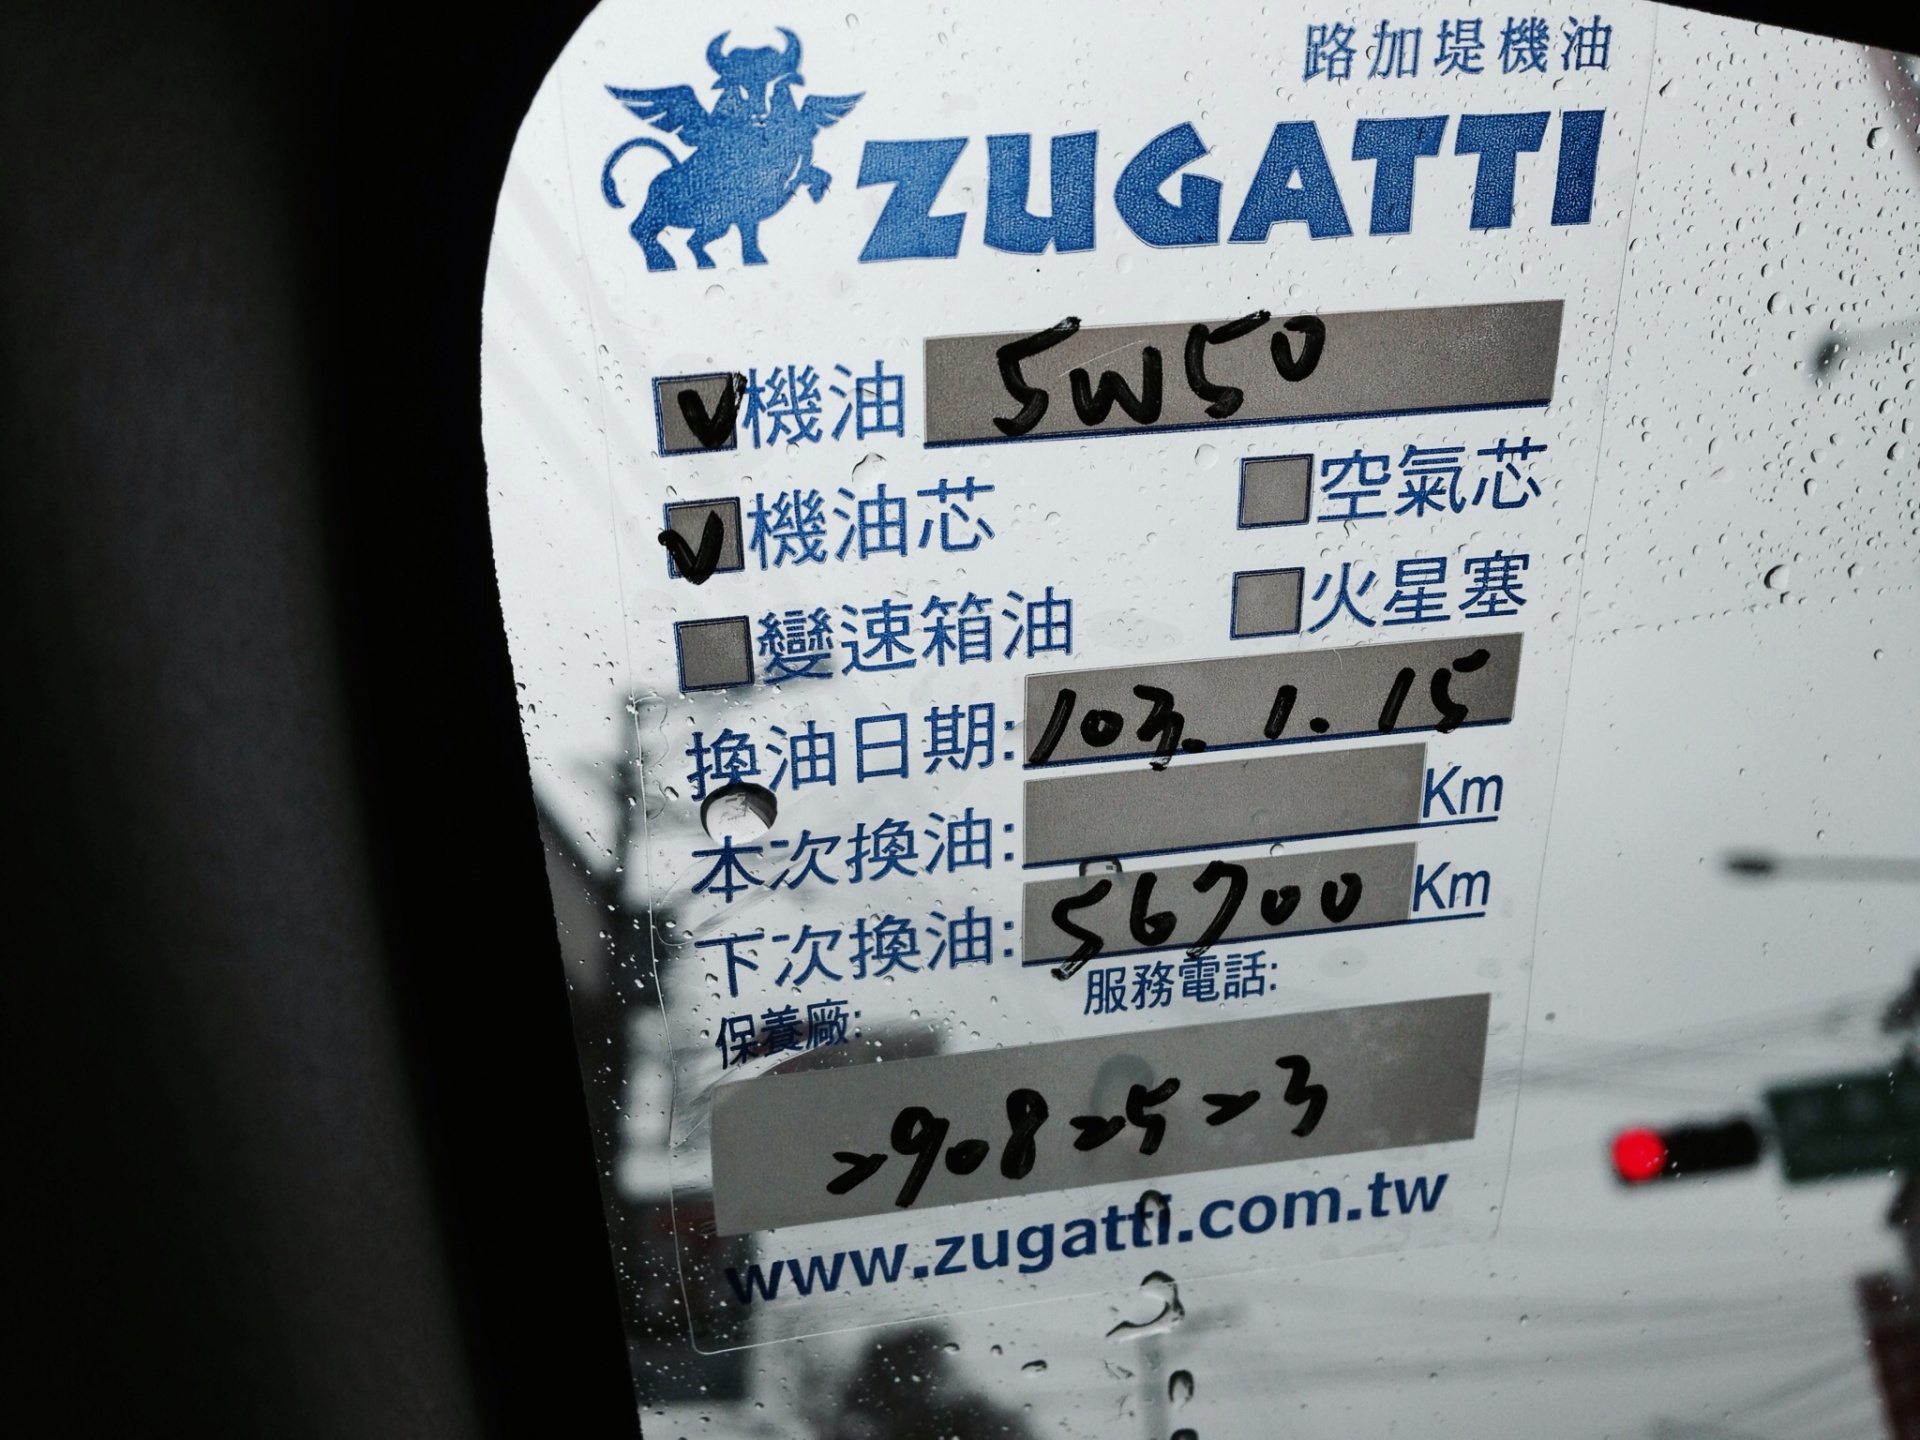 路加堤機油
ZUGATTI
V機油 5W50
V機油芯 空氣芯
變速箱油 火星塞
換油日期: 103. 1. 15
本次換油: Km
下次換油: 56700 Km
保養廠: 服務電話:
29082523
www.zugatti.com.tw